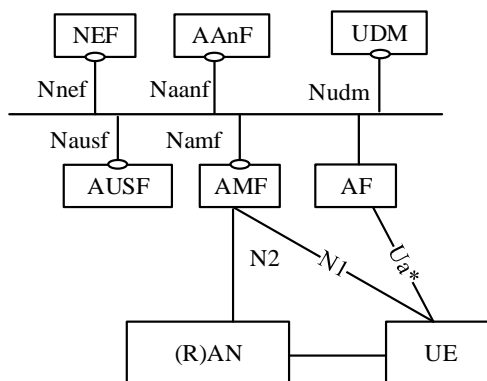 NEF
AAnF
UDM
Nnef
Naanf
Nudm
Nausf
Namf
AUSF
AMF
AF
N2
N1
Ua*
(R)AN
UE